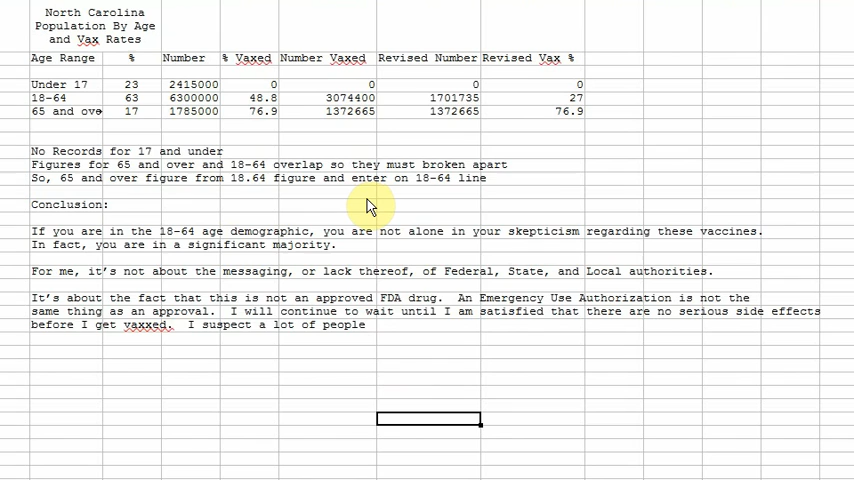 North Carolina
Population By Age
and Vax Rates
Age Range % Number % Vaxed Number Vaxed Revised Number Revised Vax %
Under 17 23 2415000 0 0 0 0
18-64 63 6300000 48.8 3074400 1701735 27
65 and ove 17 1785000 76.9 1372665 1372665 76.9
No Records for 17 and under
Figures for 65 and over and 18-64 overlap so they must broken apart
So, 65 and over figure from 18.64 figure and enter on 18-64 line
Conclusion:
If you are in the 18-64 age demographic, you are not alone in your skepticism regarding these vaccines.
In fact, you are in a significant majority.
For me, it's not about the messaging, or lack thereof, of Federal, State, and Local authorities.
It's about the fact that this is not an approved FDA drug. An Emergency Use Authorization is not the
same thing as an approval. I will continue to wait until I am satisfied that there are no serious side effects
before I get vaxxed. I suspect a lot of people